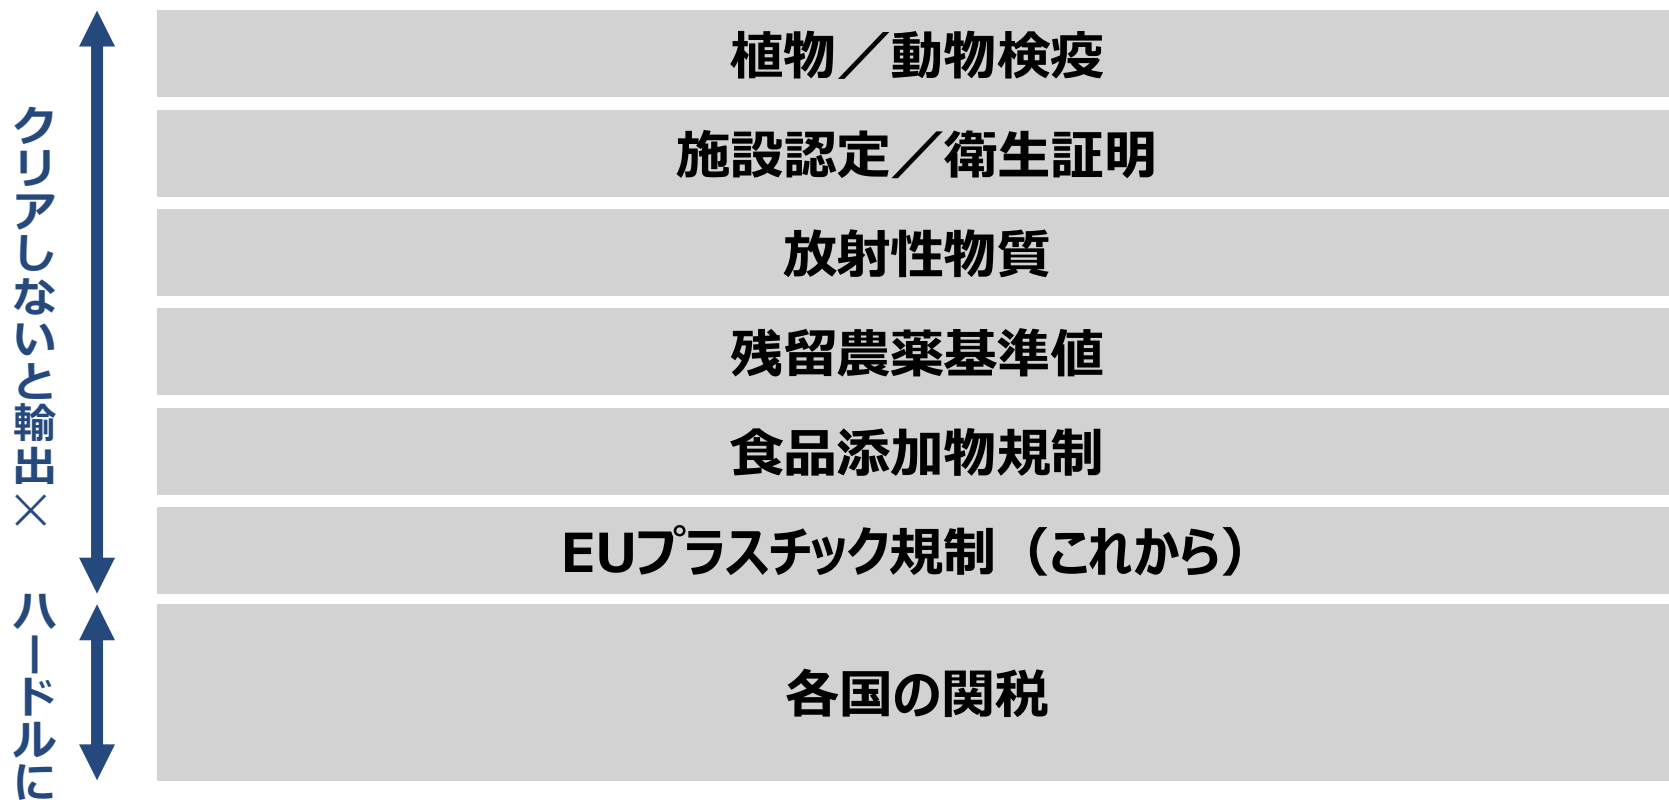 植物／動物検疫
施設認定／衛生証明
放射性物質
残留農薬基準値
食品添加物規制
EUプラスチック規制（これから）
クリアしないと輸出×
各国の関税
ハードルに